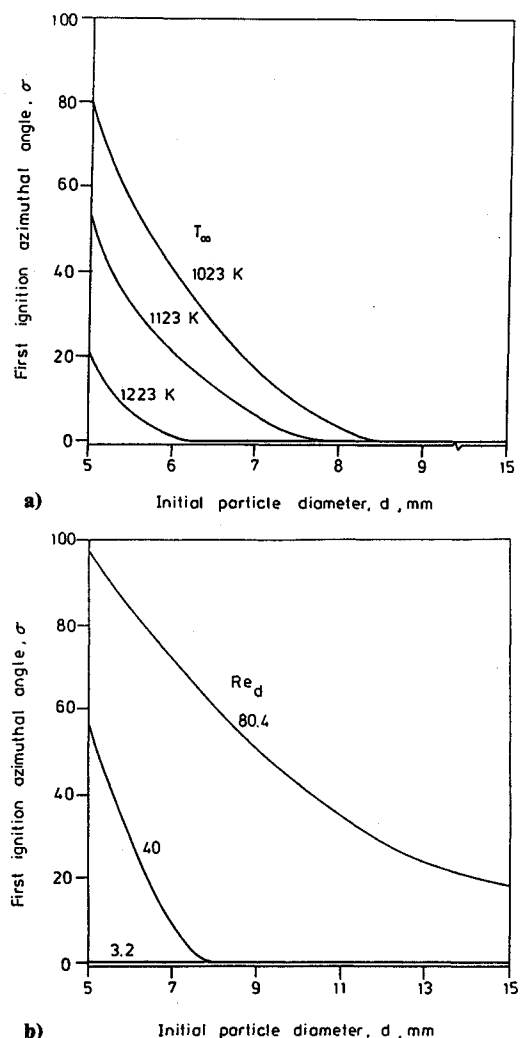 100
80
60
40
20
0
First ignition azimuthal angle, σ
T∞
1023 K
1123 K
1223 K
5 6 7 8 9 15
a) Initial particle diameter, d, mm
100
80
60
40
20
0
First ignition azimuthal angle, σ
Re_d
80.4
40
3.2
5 7 9 11 13 15
b) Initial particle diameter, d, mm